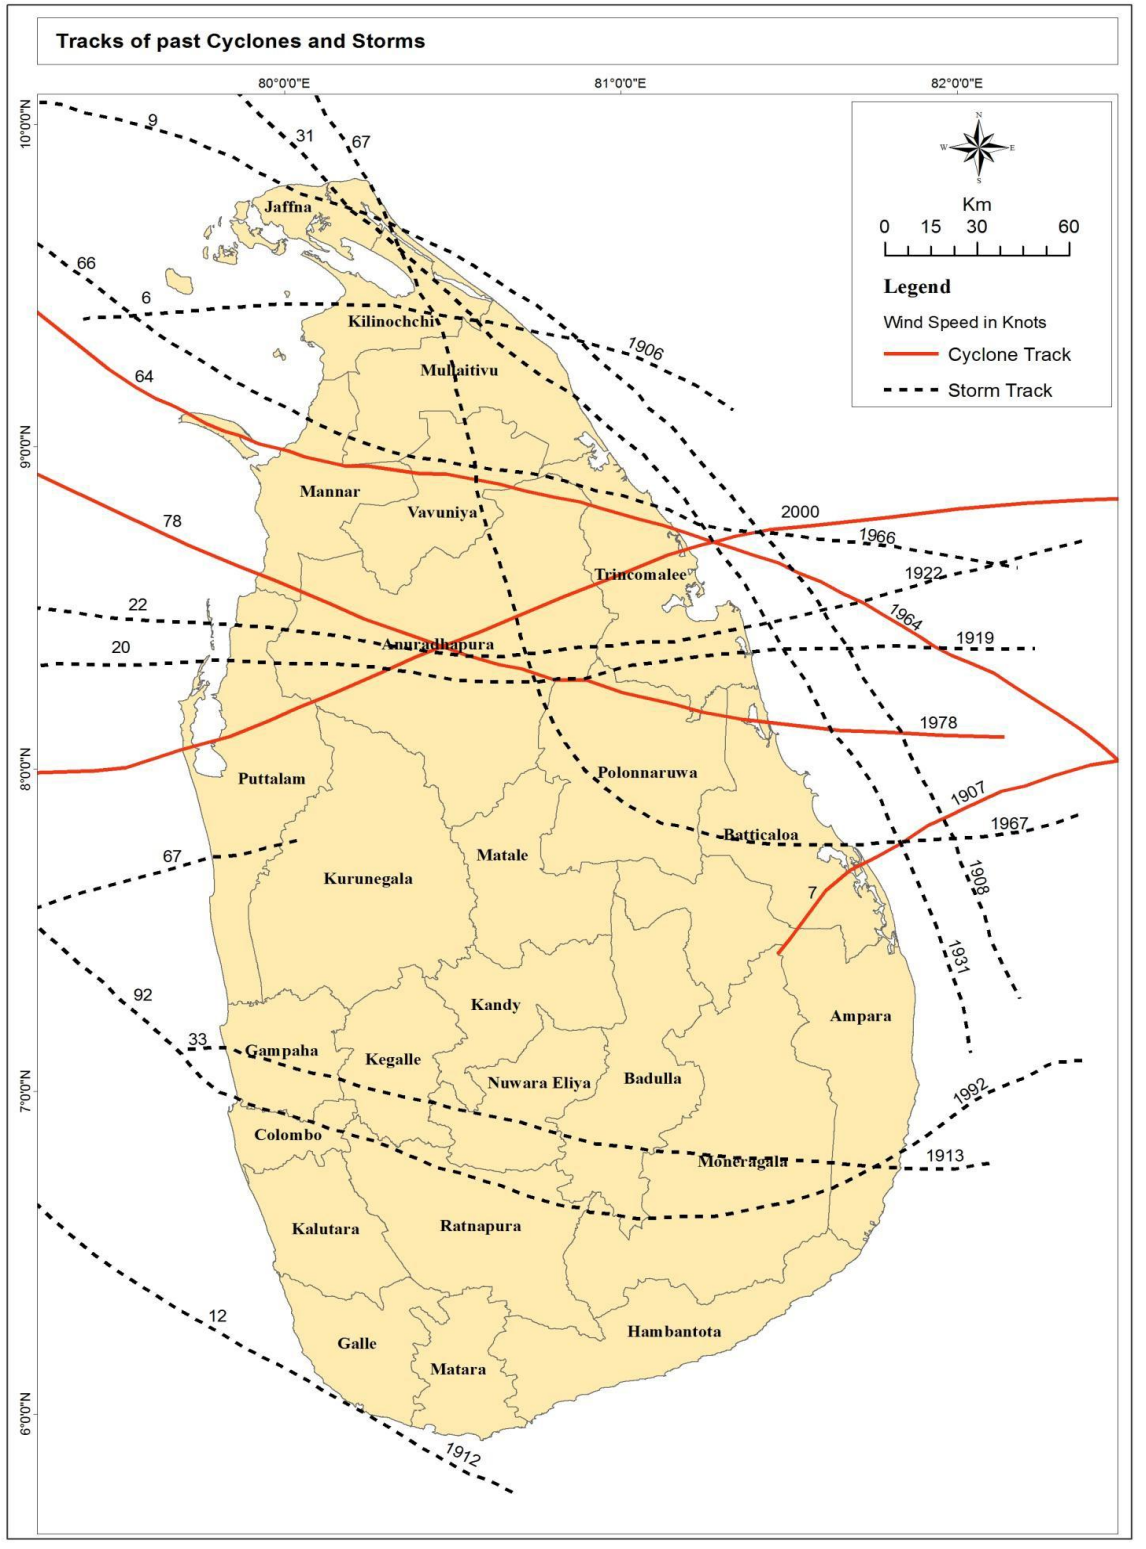 Tracks of past Cyclones and Storms
80°0'0"E
81°0'0"E
82°0'0"E
10°0'0"N
9°0'0"N
8°0'0"N
7°0'0"N
6°0'0"N
N
W
E
S
Km
0 15 30 60
Legend
Wind Speed in Knots
Cyclone Track
Storm Track
9
31
67
Jaffna
66
6
Kilinochchi
1906
64
Mullaitivu
Mannar
Vavuniya
78
2000
1966
Trincomalee
1922
22
1964
20
Anuradhapura
1919
1978
Puttalam
Polonnaruwa
1907
1967
Batticaloa
67
Matale
Kurunegala
7
1908
1931
92
Kandy
Ampara
33
Gampaha
Kegalle
Nuwara Eliya
Badulla
1992
Colombo
Moneragala
1913
Kalutara
Ratnapura
12
Galle
Hambantota
Matara
1912